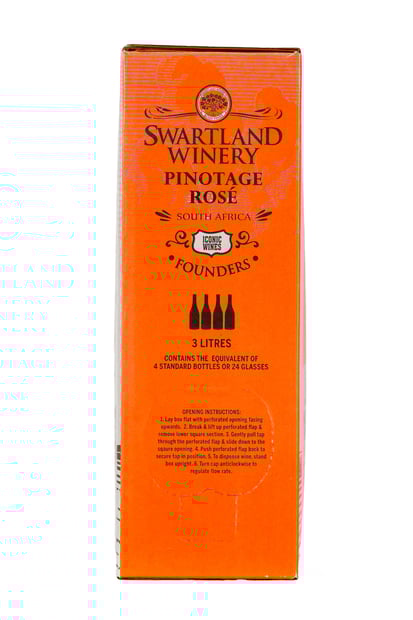 SWARTLAND
WINERY
PINOTAGE
ROSÉ
SOUTH AFRICA
ICONIC
WINES
• FOUNDERS •
3 LITRES
CONTAINS THE EQUIVALENT OF
4 STANDARD BOTTLES OR 24 GLASSES
OPENING INSTRUCTIONS:
1. Lay box flat with perforated opening facing
upwards. 2. Break & lift up perforated flap &
remove lower square section. 3. Gently pull tap
through the perforated flap & slide down to the
square opening. 4. Push perforated flap back to
secure tap in position. 5. To dispense wine, stand
box upright. 6. Turn cap anticlockwise to
regulate flow rate.